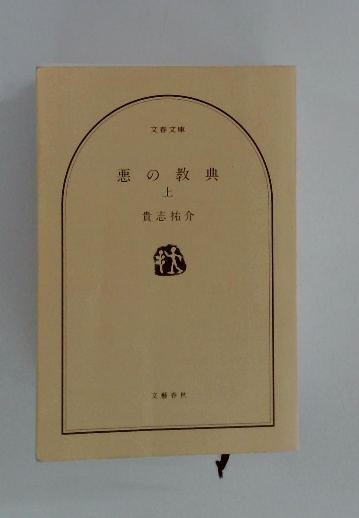 文春文庫
悪の教典
上
貴志祐介
文藝春秋